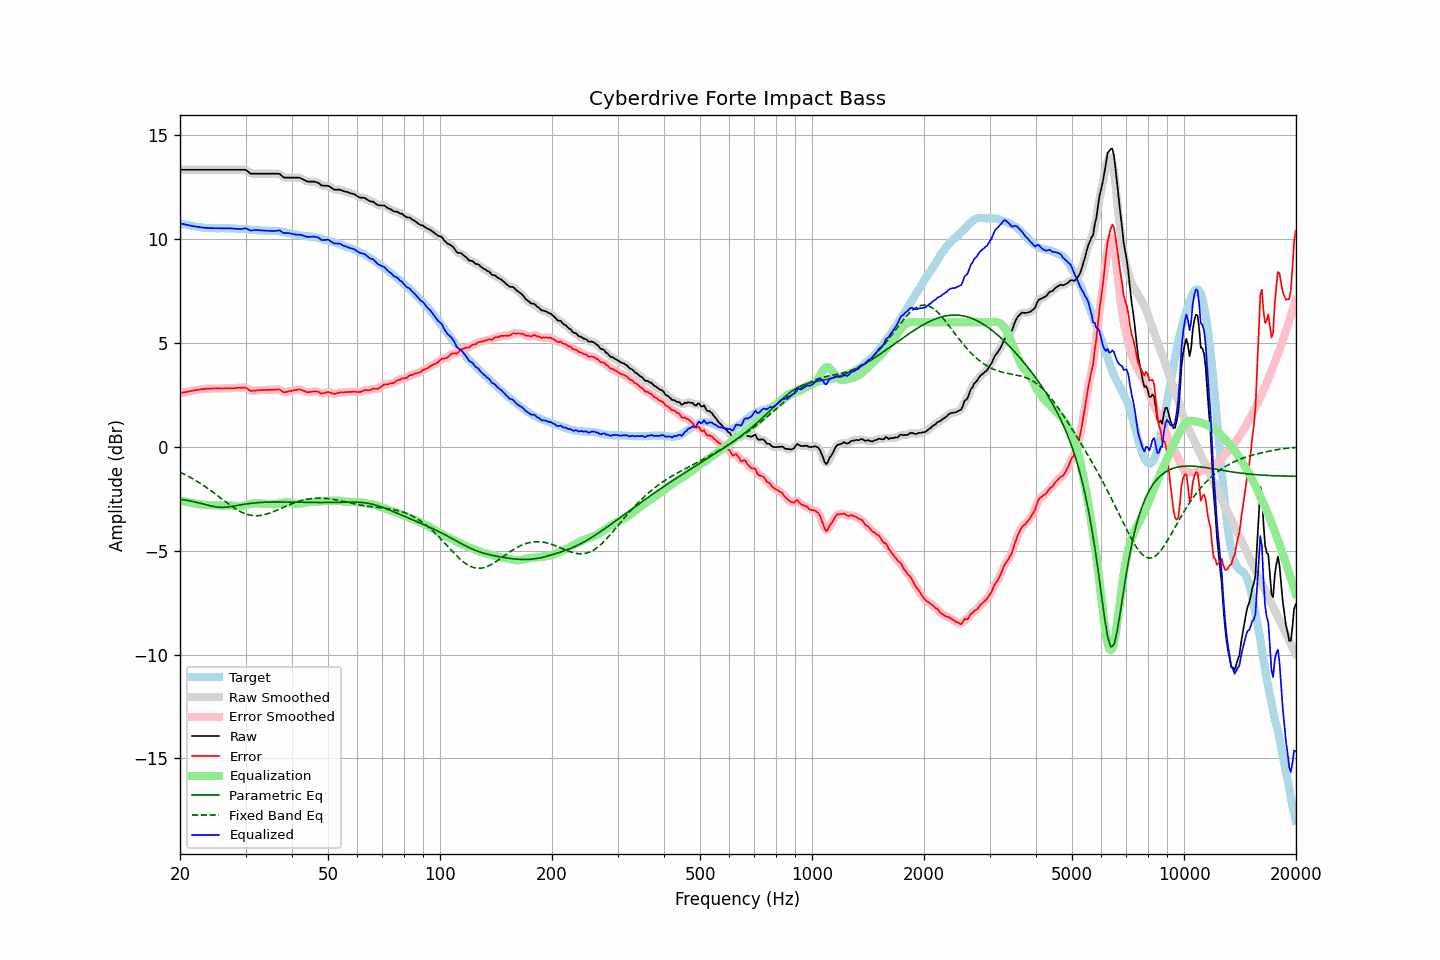 Cyberdrive Forte Impact Bass
Amplitude (dBr)
15
10
5
0
−5
−10
−15
Target
Raw Smoothed
Error Smoothed
Raw
Error
Equalization
Parametric Eq
Fixed Band Eq
Equalized
20
50
100
200
500
1000
2000
5000
10000
20000
Frequency (Hz)